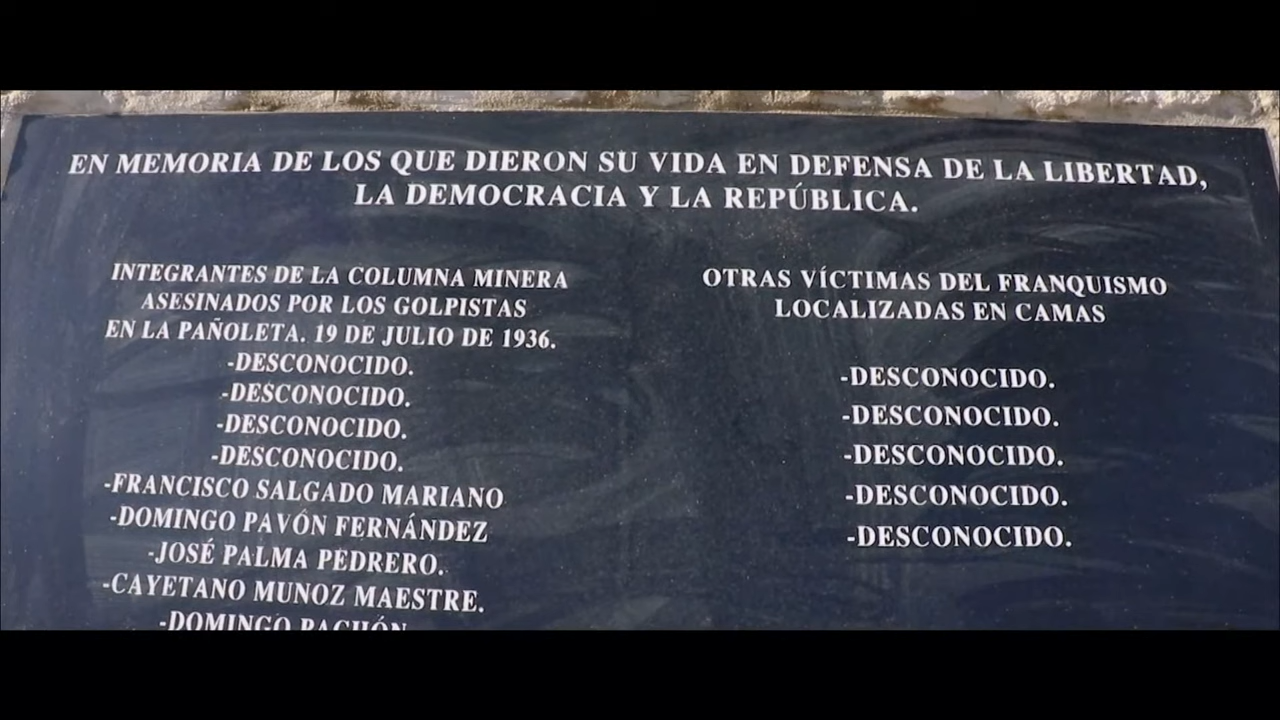 EN MEMORIA DE LOS QUE DIERON SU VIDA EN DEFENSA DE LA LIBERTAD,
LA DEMOCRACIA Y LA REPÚBLICA.
INTEGRANTES DE LA COLUMNA MINERA
ASESINADOS POR LOS GOLPISTAS
EN LA PAÑOLETA. 19 DE JULIO DE 1936.
-DESCONOCIDO.
-DESCONOCIDO.
-DESCONOCIDO.
-DESCONOCIDO.
-FRANCISCO SALGADO MARIANO
-DOMINGO PAVÓN FERNÁNDEZ
-JOSÉ PALMA PEDRERO.
-CAYETANO MUNOZ MAESTRE.
-DOMINGO PACHÓN
OTRAS VÍCTIMAS DEL FRANQUISMO
LOCALIZADAS EN CAMAS
-DESCONOCIDO.
-DESCONOCIDO.
-DESCONOCIDO.
-DESCONOCIDO.
-DESCONOCIDO.